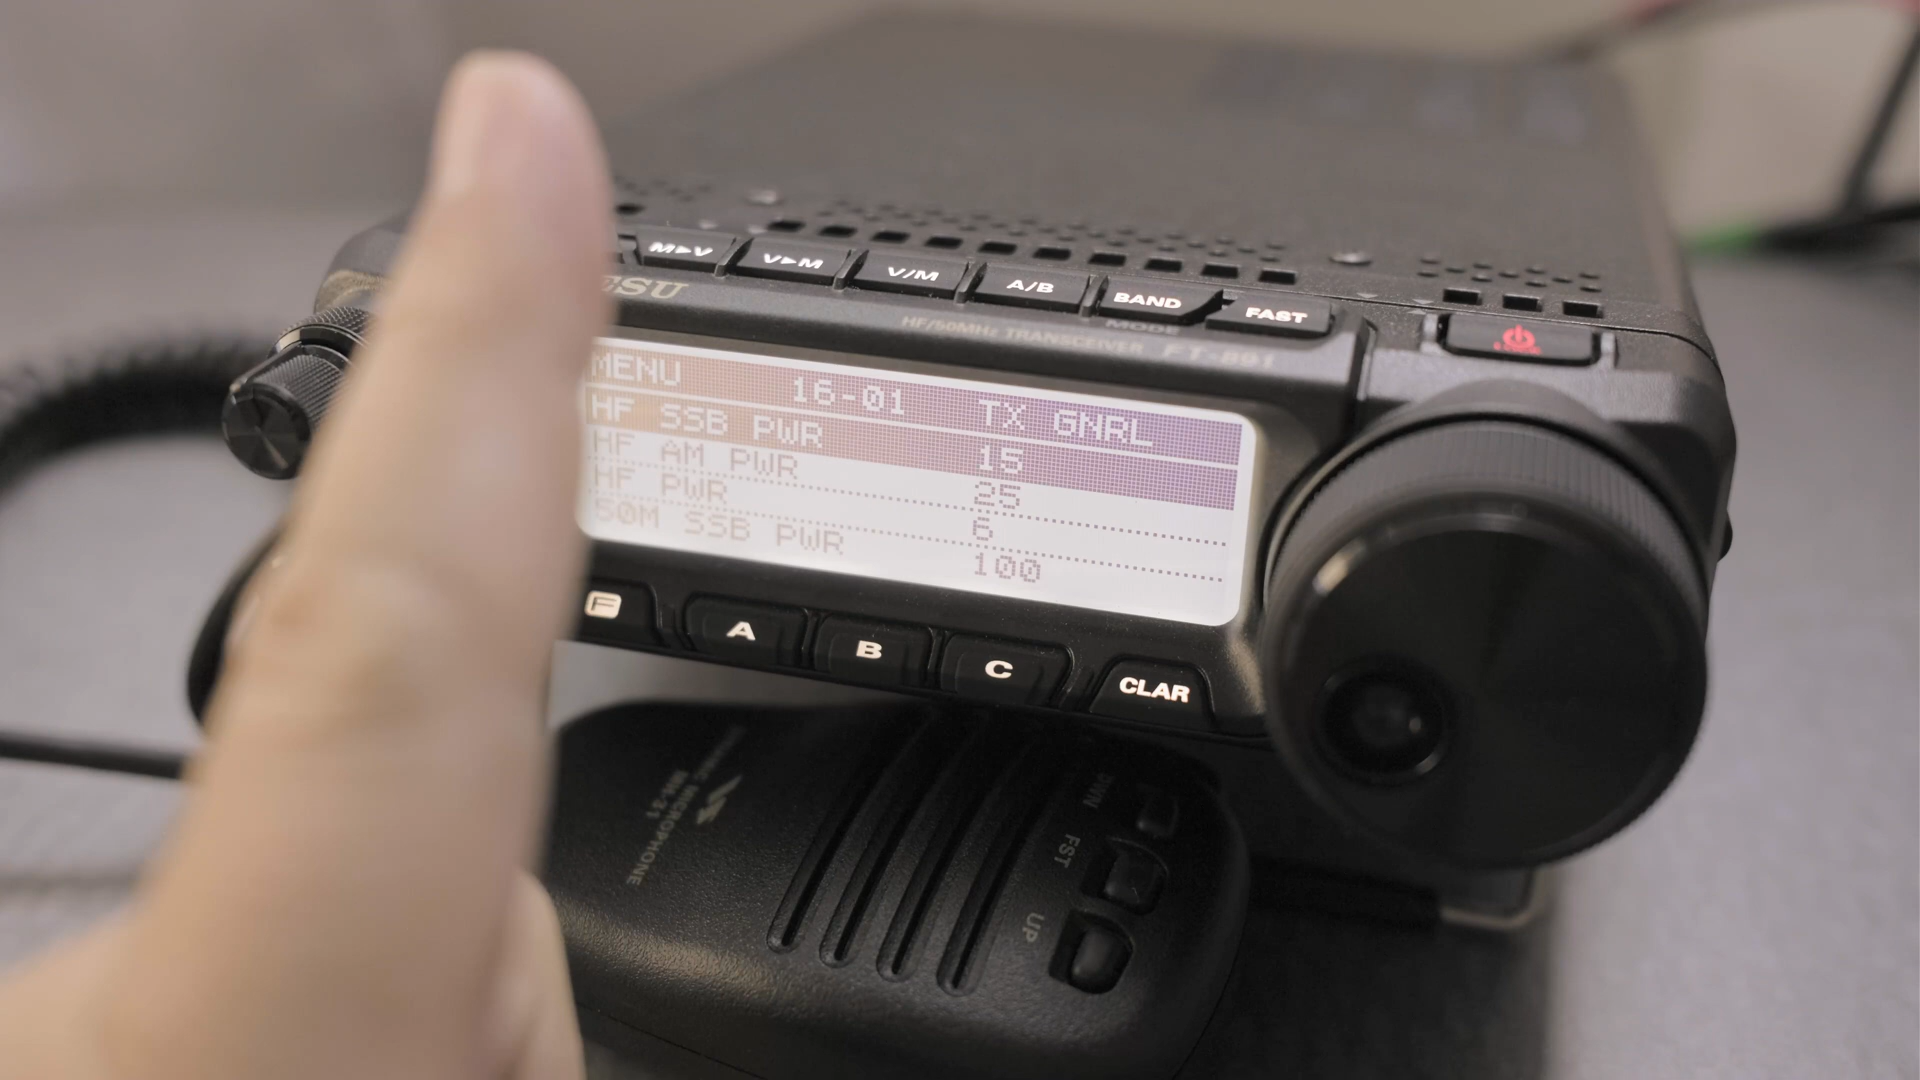 M►V
V►M
V/M
A/B
BAND
FAST
MODE
HF/50MHz TRANSCEIVER FT-891
MENU 16-01 TX GNRL
HF SSB PWR 15
HF AM PWR 25
HF PWR 6
50M SSB PWR 100
F
A
B
C
CLAR
MICROPHONE
DWN
FST
UP